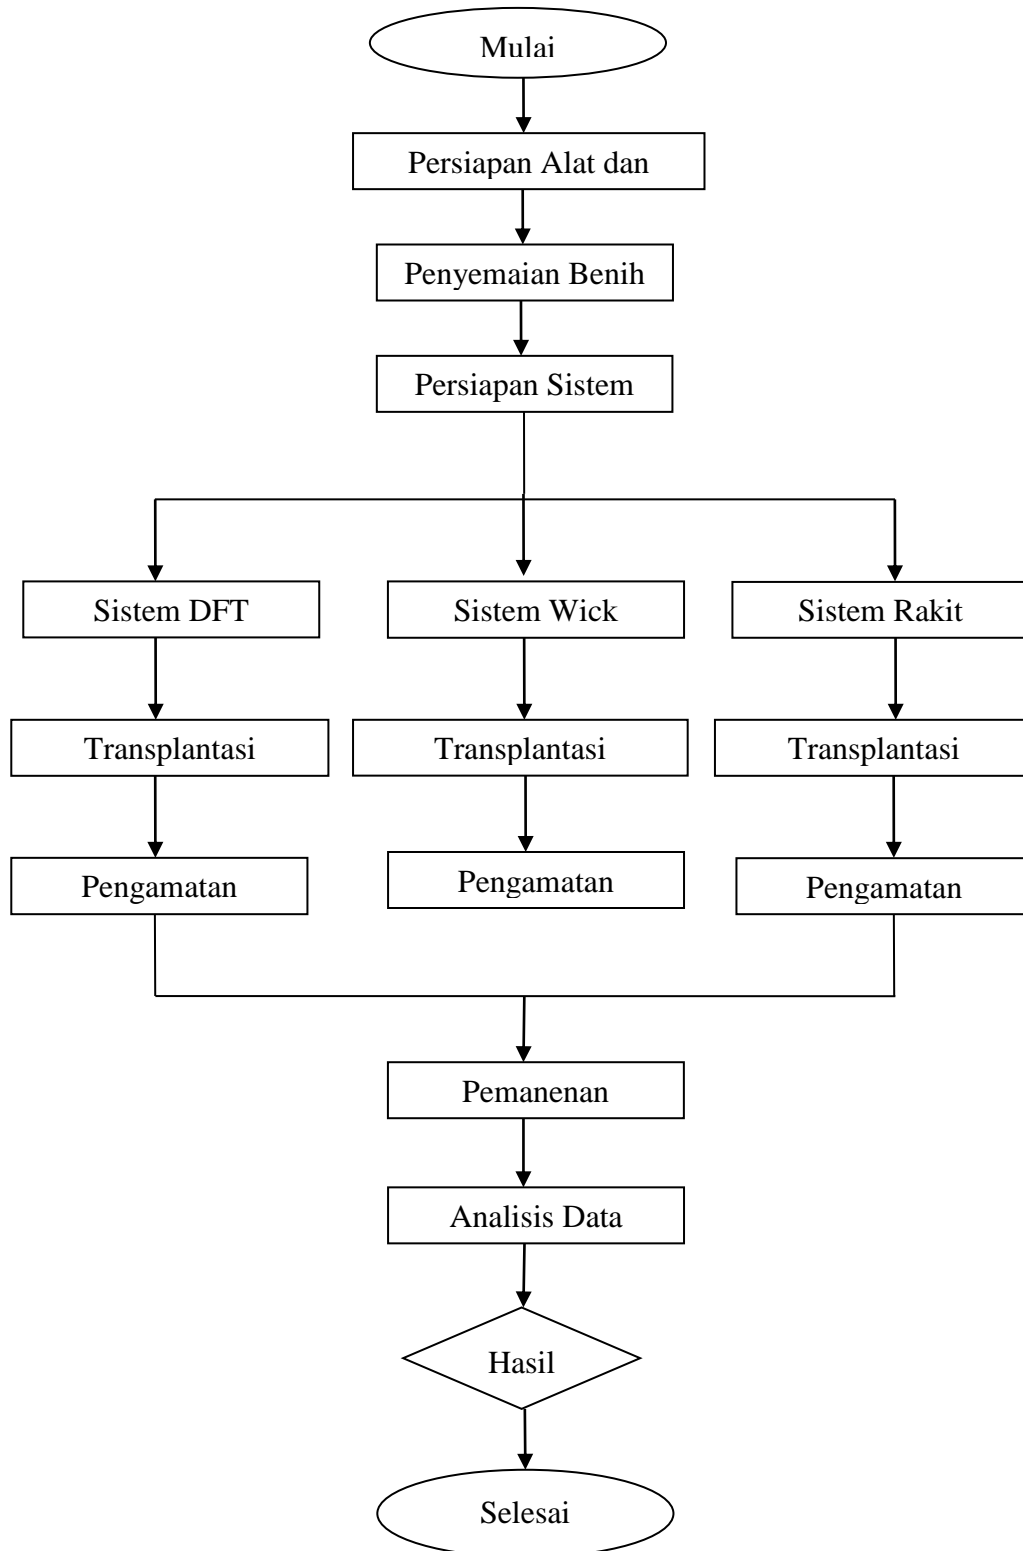 Mulai
Persiapan Alat dan
Penyemaian Benih
Persiapan Sistem
Sistem DFT
Sistem Wick
Sistem Rakit
Transplantasi
Transplantasi
Transplantasi
Pengamatan
Pengamatan
Pengamatan
Pemanenan
Analisis Data
Hasil
Selesai